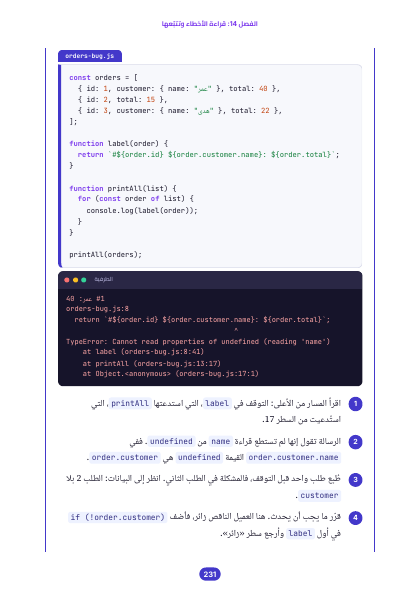 الفصل 14: قراءة الأخطاء وتتبّعها
orders-bug.js
const orders = [
{ id: 1, customer: { name: "عمر" }, total: 40 },
{ id: 2, total: 15 },
{ id: 3, customer: { name: "هدى" }, total: 22 },
];
function label(order) {
return `#${order.id} ${order.customer.name}: ${order.total}`;
}
function printAll(list) {
for (const order of list) {
console.log(label(order));
}
}
printAll(orders);
الطرفية
#1 عمر: 40
orders-bug.js:8
return `#${order.id} ${order.customer.name}: ${order.total}`;
^
TypeError: Cannot read properties of undefined (reading 'name')
at label (orders-bug.js:8:41)
at printAll (orders-bug.js:13:17)
at Object.<anonymous> (orders-bug.js:17:1)
1 اقرأ المسار من الأعلى: التوقف في label، التي استدعتها printAll، التي
استُدعيت من السطر 17.
2 الرسالة تقول إنها لم تستطع قراءة name من undefined. ففي
order.customer.name القيمة undefined هي order.customer.
3 طُبع طلب واحد قبل التوقف، فالمشكلة في الطلب الثاني. انظر إلى البيانات: الطلب 2 بلا
customer.
4 قرّر ما يجب أن يحدث. هنا العميل الناقص زائر، فأضف if (!order.customer)
في أول label وأرجع سطر «زائر».
231